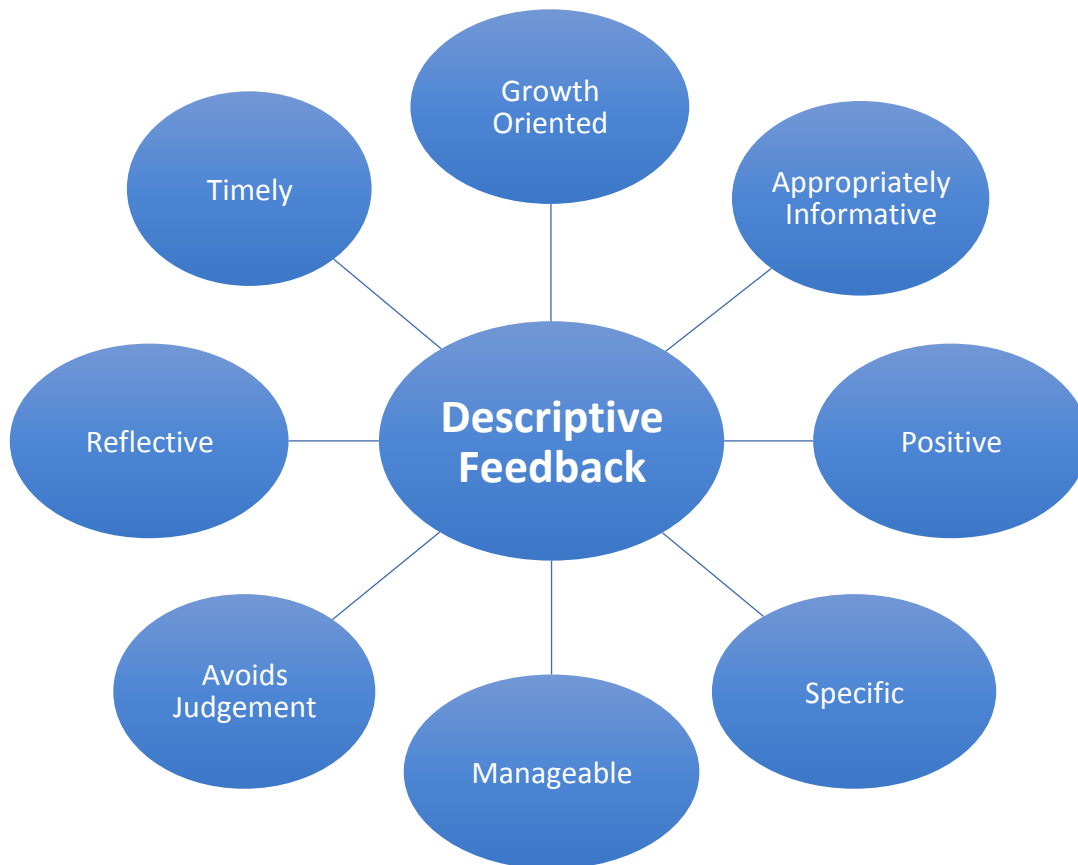 Growth
Oriented
Timely
Appropriately
Informative
Descriptive
Feedback
Reflective
Positive
Avoids
Judgement
Specific
Manageable